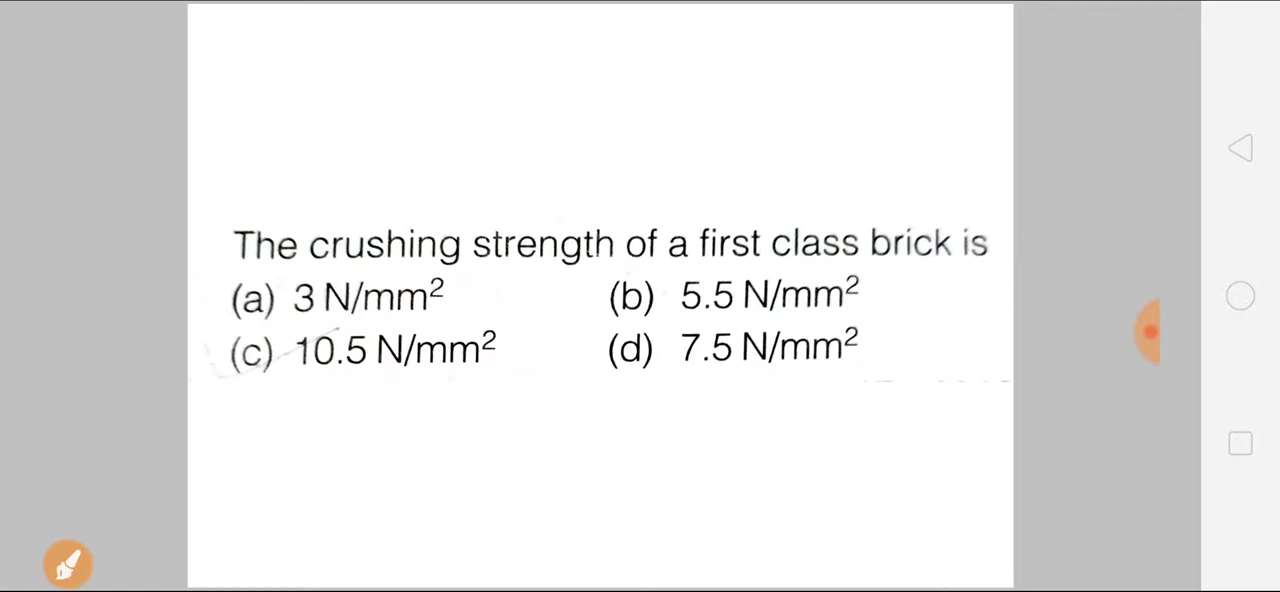 The crushing strength of a first class brick is
(a) 3 N/mm² (b) 5.5 N/mm²
(c) 10.5 N/mm² (d) 7.5 N/mm²